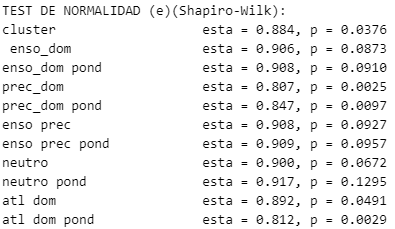 TEST DE NORMALIDAD (e)(Shapiro-Wilk):
cluster esta = 0.884, p = 0.0376
enso_dom esta = 0.906, p = 0.0873
enso_dom pond esta = 0.908, p = 0.0910
prec_dom esta = 0.807, p = 0.0025
prec_dom pond esta = 0.847, p = 0.0097
enso prec esta = 0.908, p = 0.0927
enso prec pond esta = 0.909, p = 0.0957
neutro esta = 0.900, p = 0.0672
neutro pond esta = 0.917, p = 0.1295
atl dom esta = 0.892, p = 0.0491
atl dom pond esta = 0.812, p = 0.0029